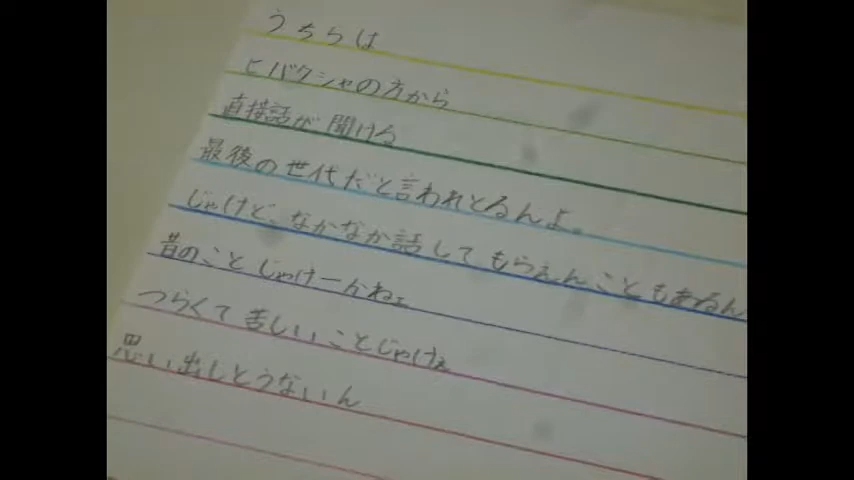 うちらは
ヒバクシャの方から
直接話が聞ける
最後の世代だと言われとるんよ。
じゃけど、なかなか話してもらえんこともあるん
昔のことじゃけーかねぇ
つらくて苦しいことじゃけぇ
思い出しとうないん